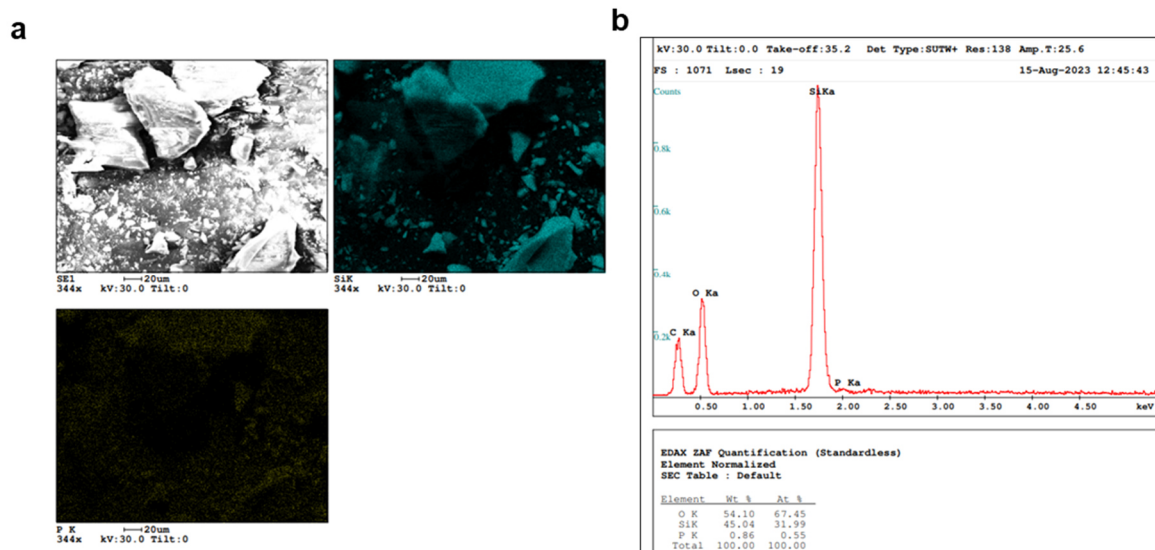 a
SE1 20um
344x kV:30.0 Tilt:0
SiK 20um
344x kV:30.0 Tilt:0
P K 20um
344x kV:30.0 Tilt:0
b
kV:30.0 Tilt:0.0 Take-off:35.2 Det Type:SUTW+ Res:138 Amp.T:25.6
FS : 1071 Lsec : 19 15-Aug-2023 12:45:43
Counts
SiKa
0.8k
0.6k
0.4k
O Ka
0.2k
C Ka
P Ka
0.50 1.00 1.50 2.00 2.50 3.00 3.50 4.00 4.50 keV
EDAX ZAF Quantification (Standardless)
Element Normalized
SEC Table : Default
Element Wt % At %
O K 54.10 67.45
SiK 45.04 31.99
P K 0.86 0.55
Total 100.00 100.00